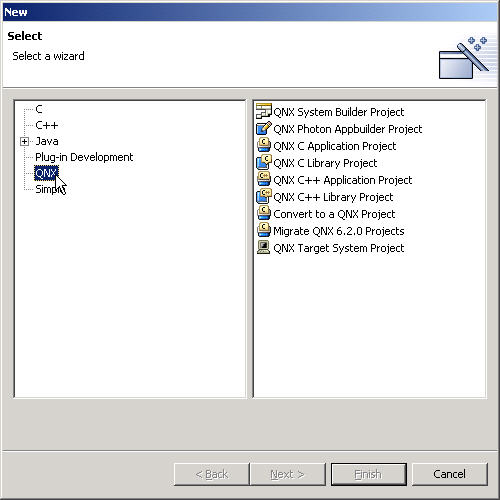 New
Select
Select a wizard
C
C++
Java
Plug-in Development
QNX
QNX System Builder Project
QNX Photon Appbuilder Project
QNX C Application Project
QNX C Library Project
QNX C++ Application Project
QNX C++ Library Project
Convert to a QNX Project
Migrate QNX 6.2.0 Projects
QNX Target System Project
< Back
Next >
Finish
Cancel